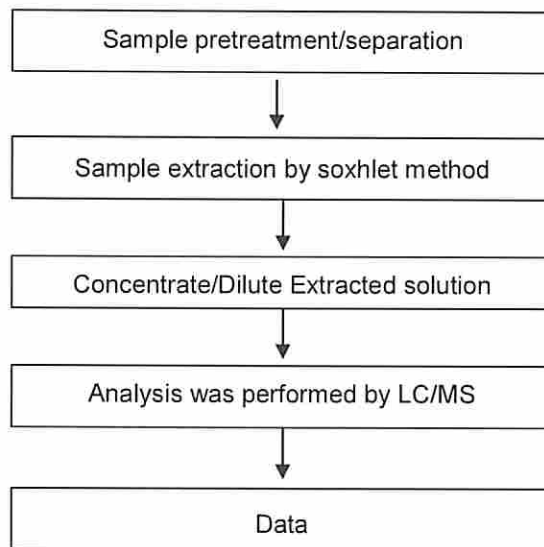 Sample pretreatment/separation
Sample extraction by soxhlet method
Concentrate/Dilute Extracted solution
Analysis was performed by LC/MS
Data